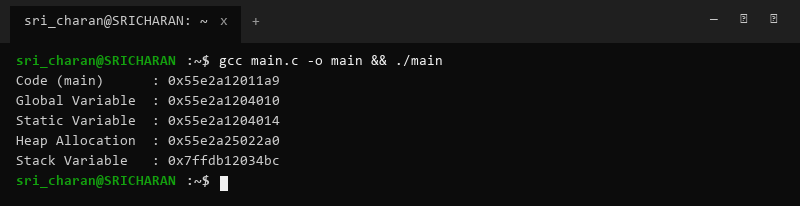 sri_charan@SRICHARAN: ~ x +
sri_charan@SRICHARAN :~$ gcc main.c -o main && ./main
Code (main)      : 0x55e2a12011a9
Global Variable  : 0x55e2a1204010
Static Variable  : 0x55e2a1204014
Heap Allocation  : 0x55e2a25022a0
Stack Variable   : 0x7ffdb12034bc
sri_charan@SRICHARAN :~$